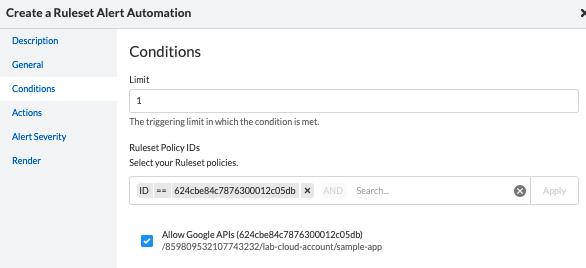 Create a Ruleset Alert Automation
Description
General
Conditions
Actions
Alert Severity
Render
Conditions
Limit
1
The triggering limit in which the condition is met.
Ruleset Policy IDs
Select your Ruleset policies.
ID == 624cbe84c7876300012c05db × AND Search... Apply
Allow Google APIs (624cbe84c7876300012c05db)
/859809532107743232/lab-cloud-account/sample-app